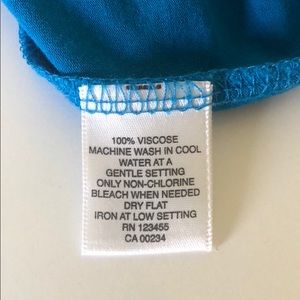 100% VISCOSE
MACHINE WASH IN COOL
WATER AT A
GENTLE SETTING
ONLY NON-CHLORINE
BLEACH WHEN NEEDED
DRY FLAT
IRON AT LOW SETTING
RN 123455
CA 00234